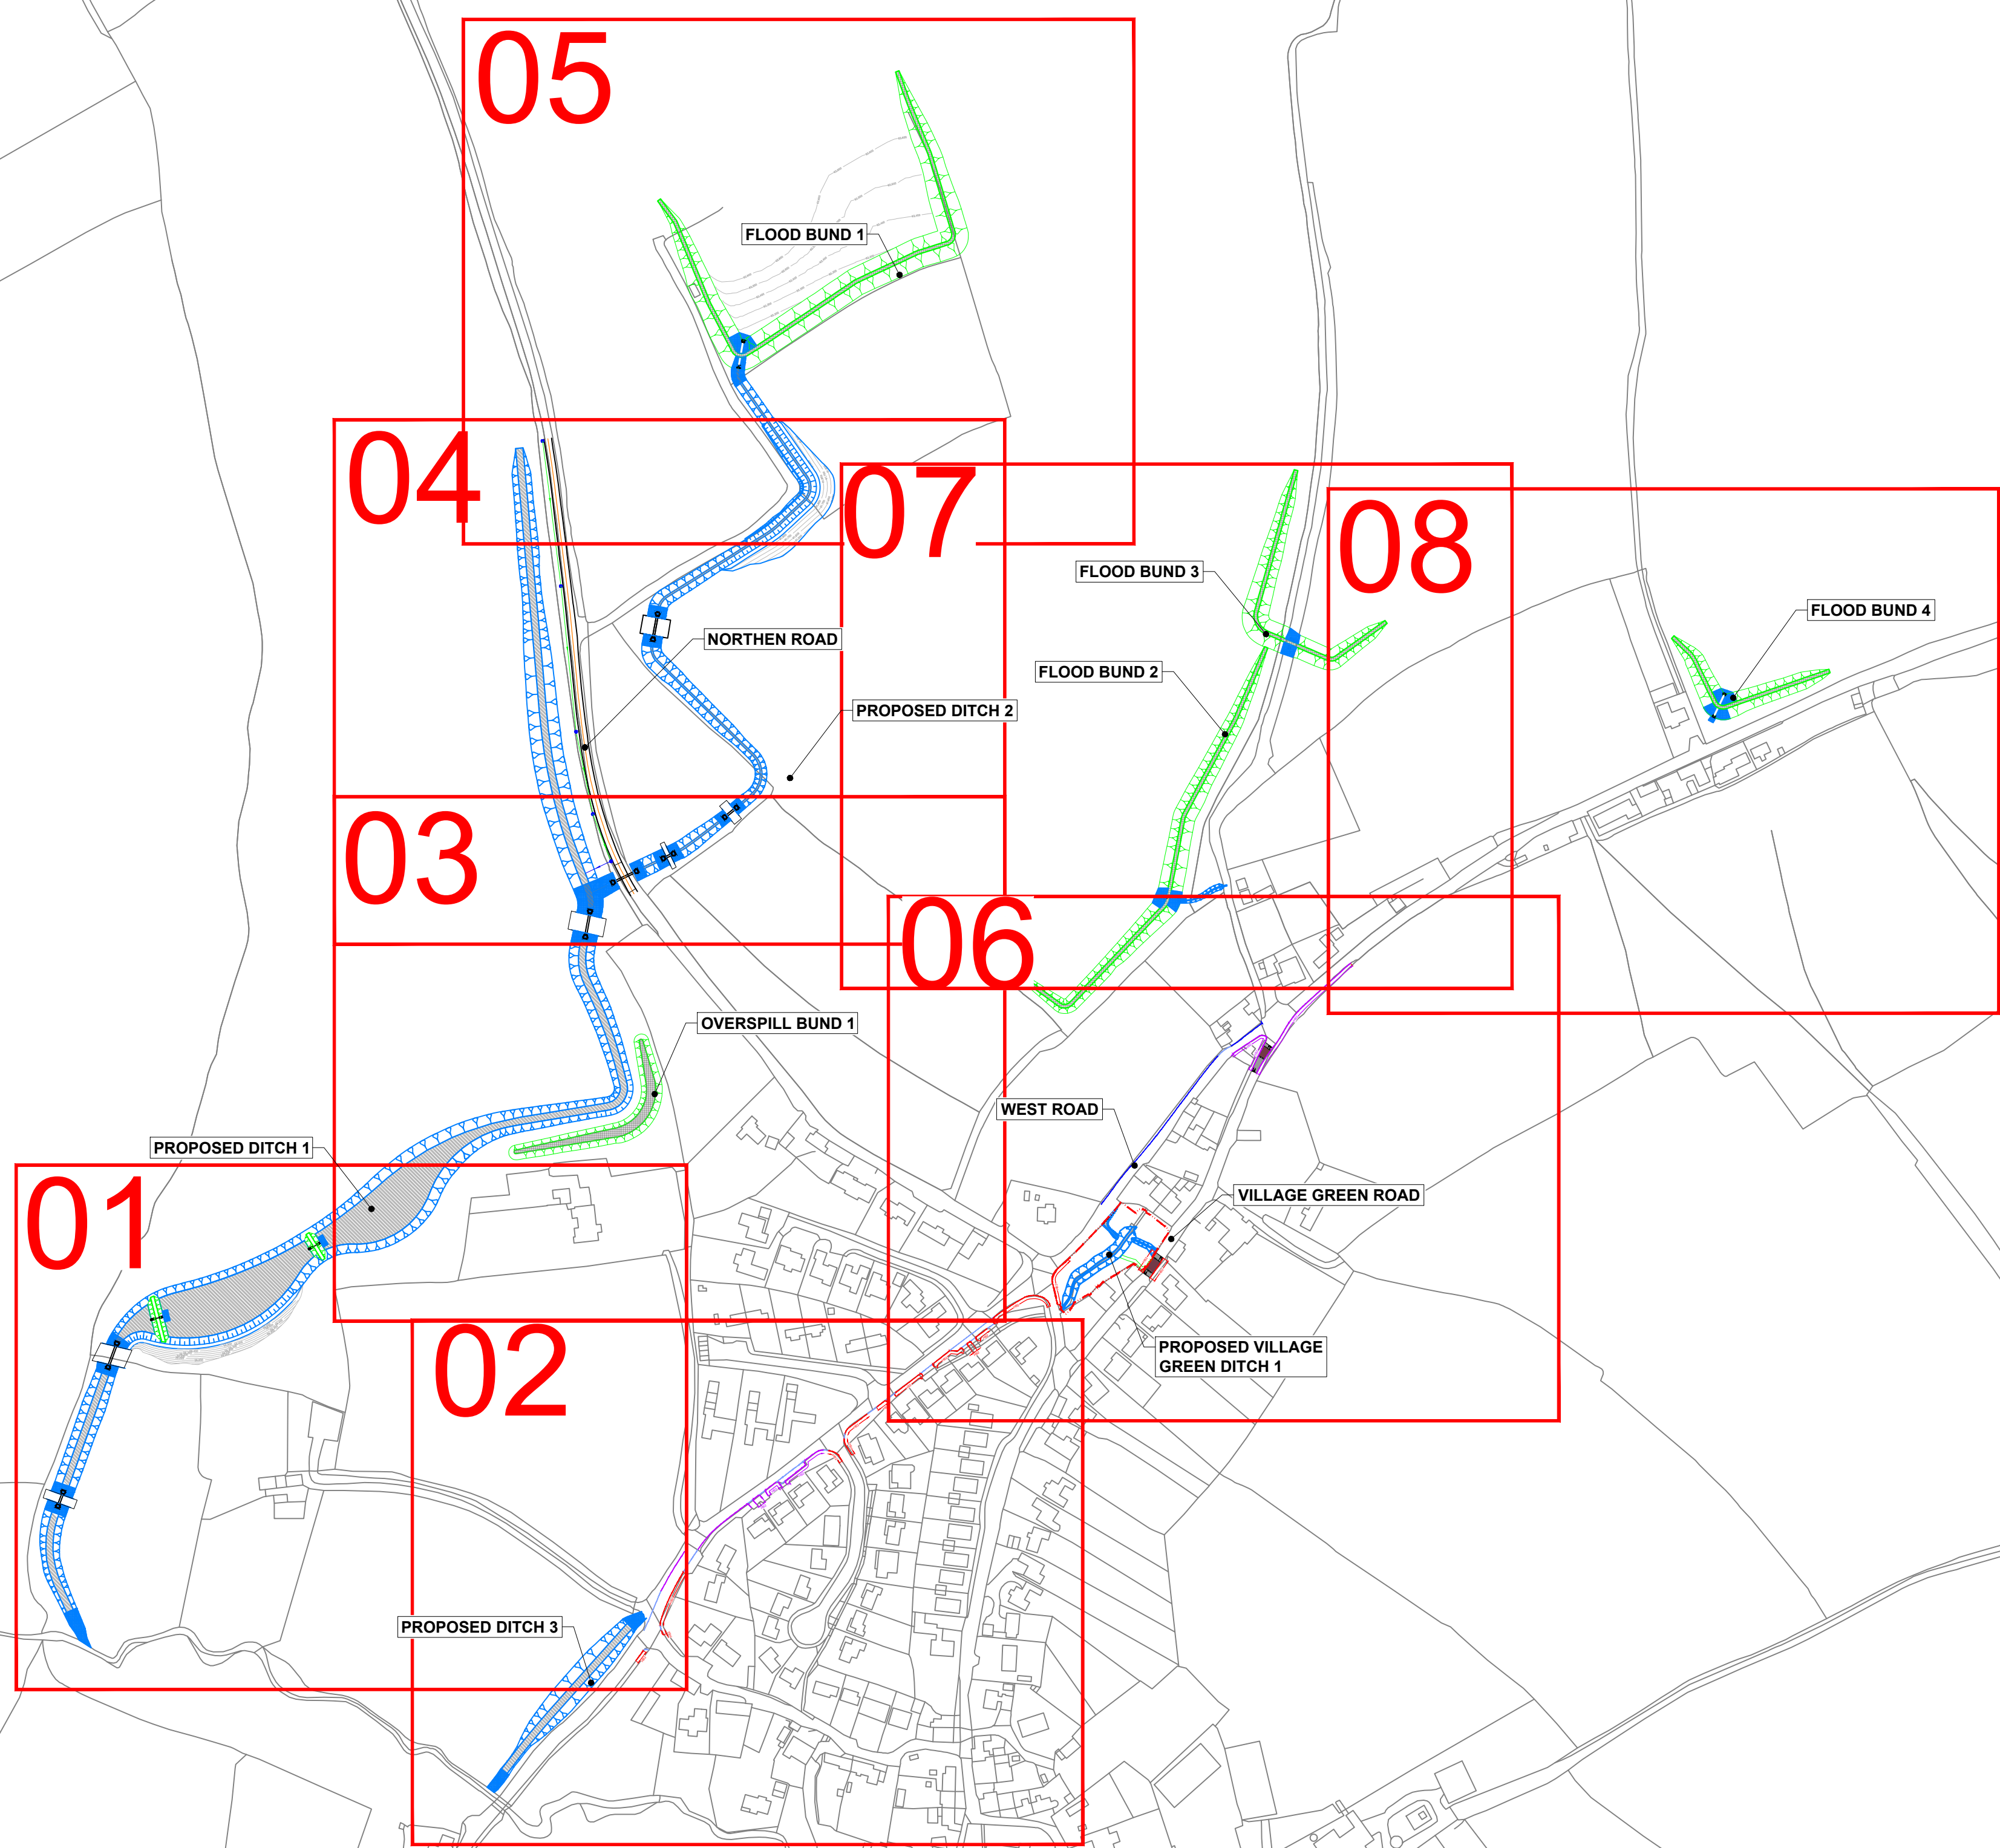 05
FLOOD BUND 1
04
07
08
FLOOD BUND 3
FLOOD BUND 4
NORTHEN ROAD
FLOOD BUND 2
PROPOSED DITCH 2
03
06
OVERSPILL BUND 1
WEST ROAD
PROPOSED DITCH 1
VILLAGE GREEN ROAD
01
PROPOSED VILLAGE
GREEN DITCH 1
02
PROPOSED DITCH 3